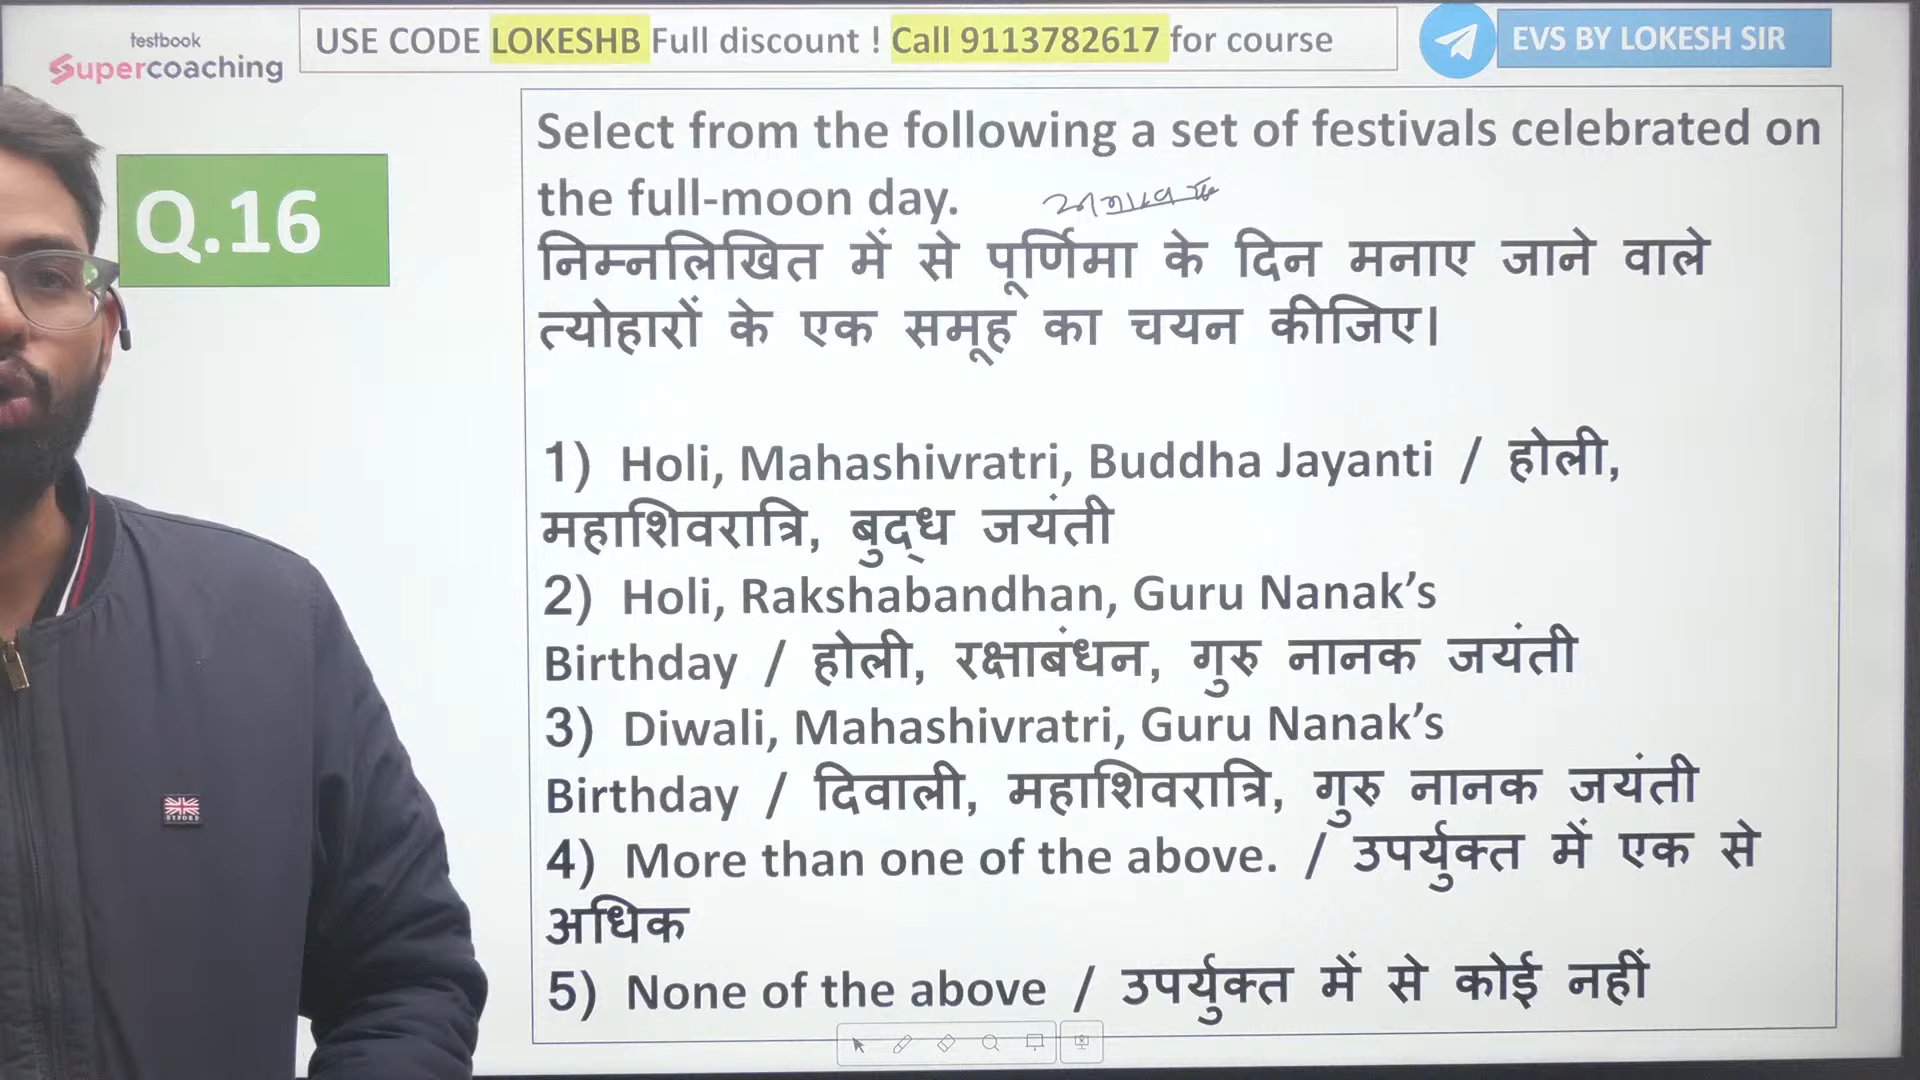 testbook
Supercoaching
USE CODE LOKESHB Full discount ! Call 9113782617 for course
EVS BY LOKESH SIR
Q.16
Select from the following a set of festivals celebrated on
the full-moon day.
निम्नलिखित में से पूर्णिमा के दिन मनाए जाने वाले
त्योहारों के एक समूह का चयन कीजिए।
1) Holi, Mahashivratri, Buddha Jayanti / होली,
महाशिवरात्रि, बुद्ध जयंती
2) Holi, Rakshabandhan, Guru Nanak’s
Birthday / होली, रक्षाबंधन, गुरु नानक जयंती
3) Diwali, Mahashivratri, Guru Nanak’s
Birthday / दिवाली, महाशिवरात्रि, गुरु नानक जयंती
4) More than one of the above. / उपर्युक्त में एक से
अधिक
5) None of the above / उपर्युक्त में से कोई नहीं